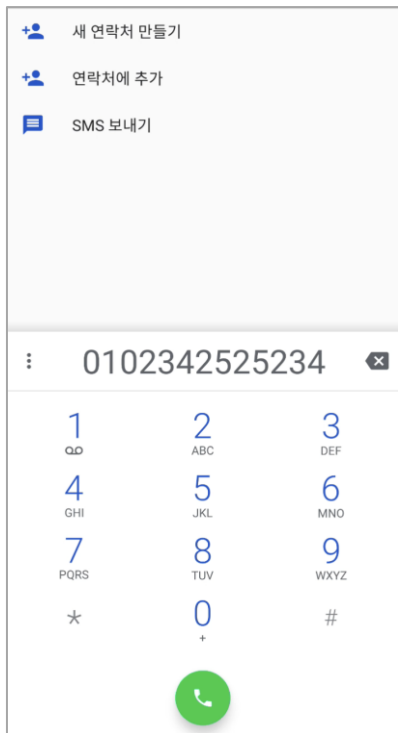 새 연락처 만들기
연락처에 추가
SMS 보내기
0102342525234
1 2 3
ABC DEF
4 5 6
GHI JKL MNO
7 8 9
PQRS TUV WXYZ
* 0 #
+